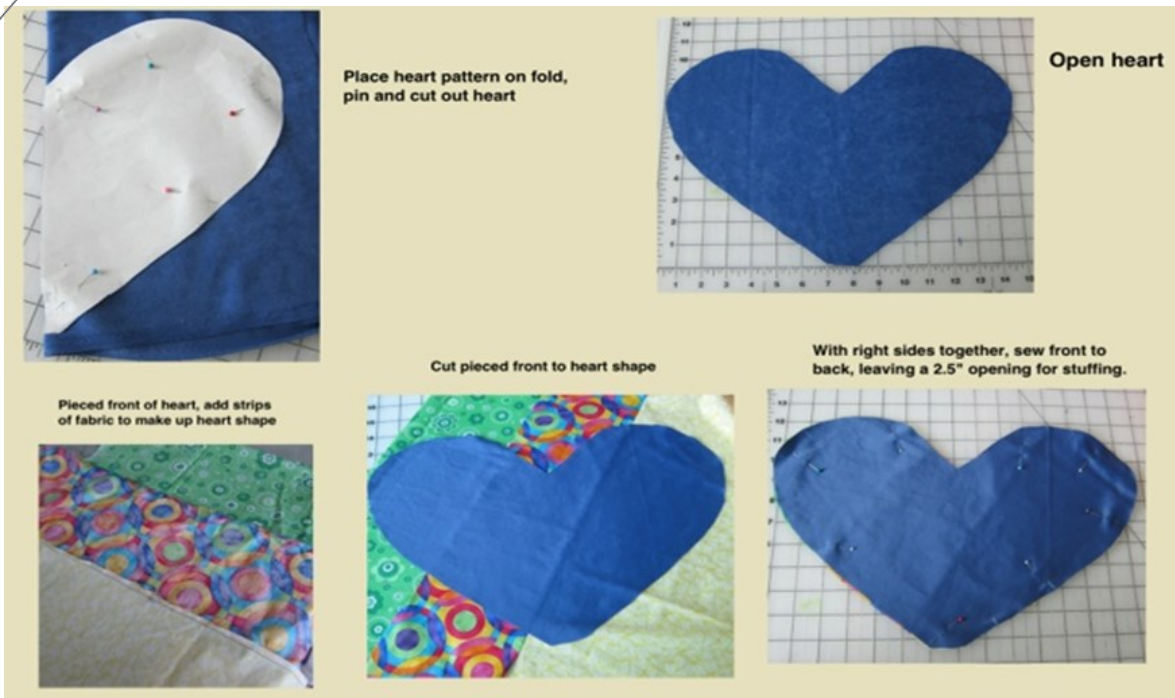 Place heart pattern on fold,
pin and cut out heart
Open heart
Pieced front of heart, add strips
of fabric to make up heart shape
Cut pieced front to heart shape
With right sides together, sew front to
back, leaving a 2.5" opening for stuffing.